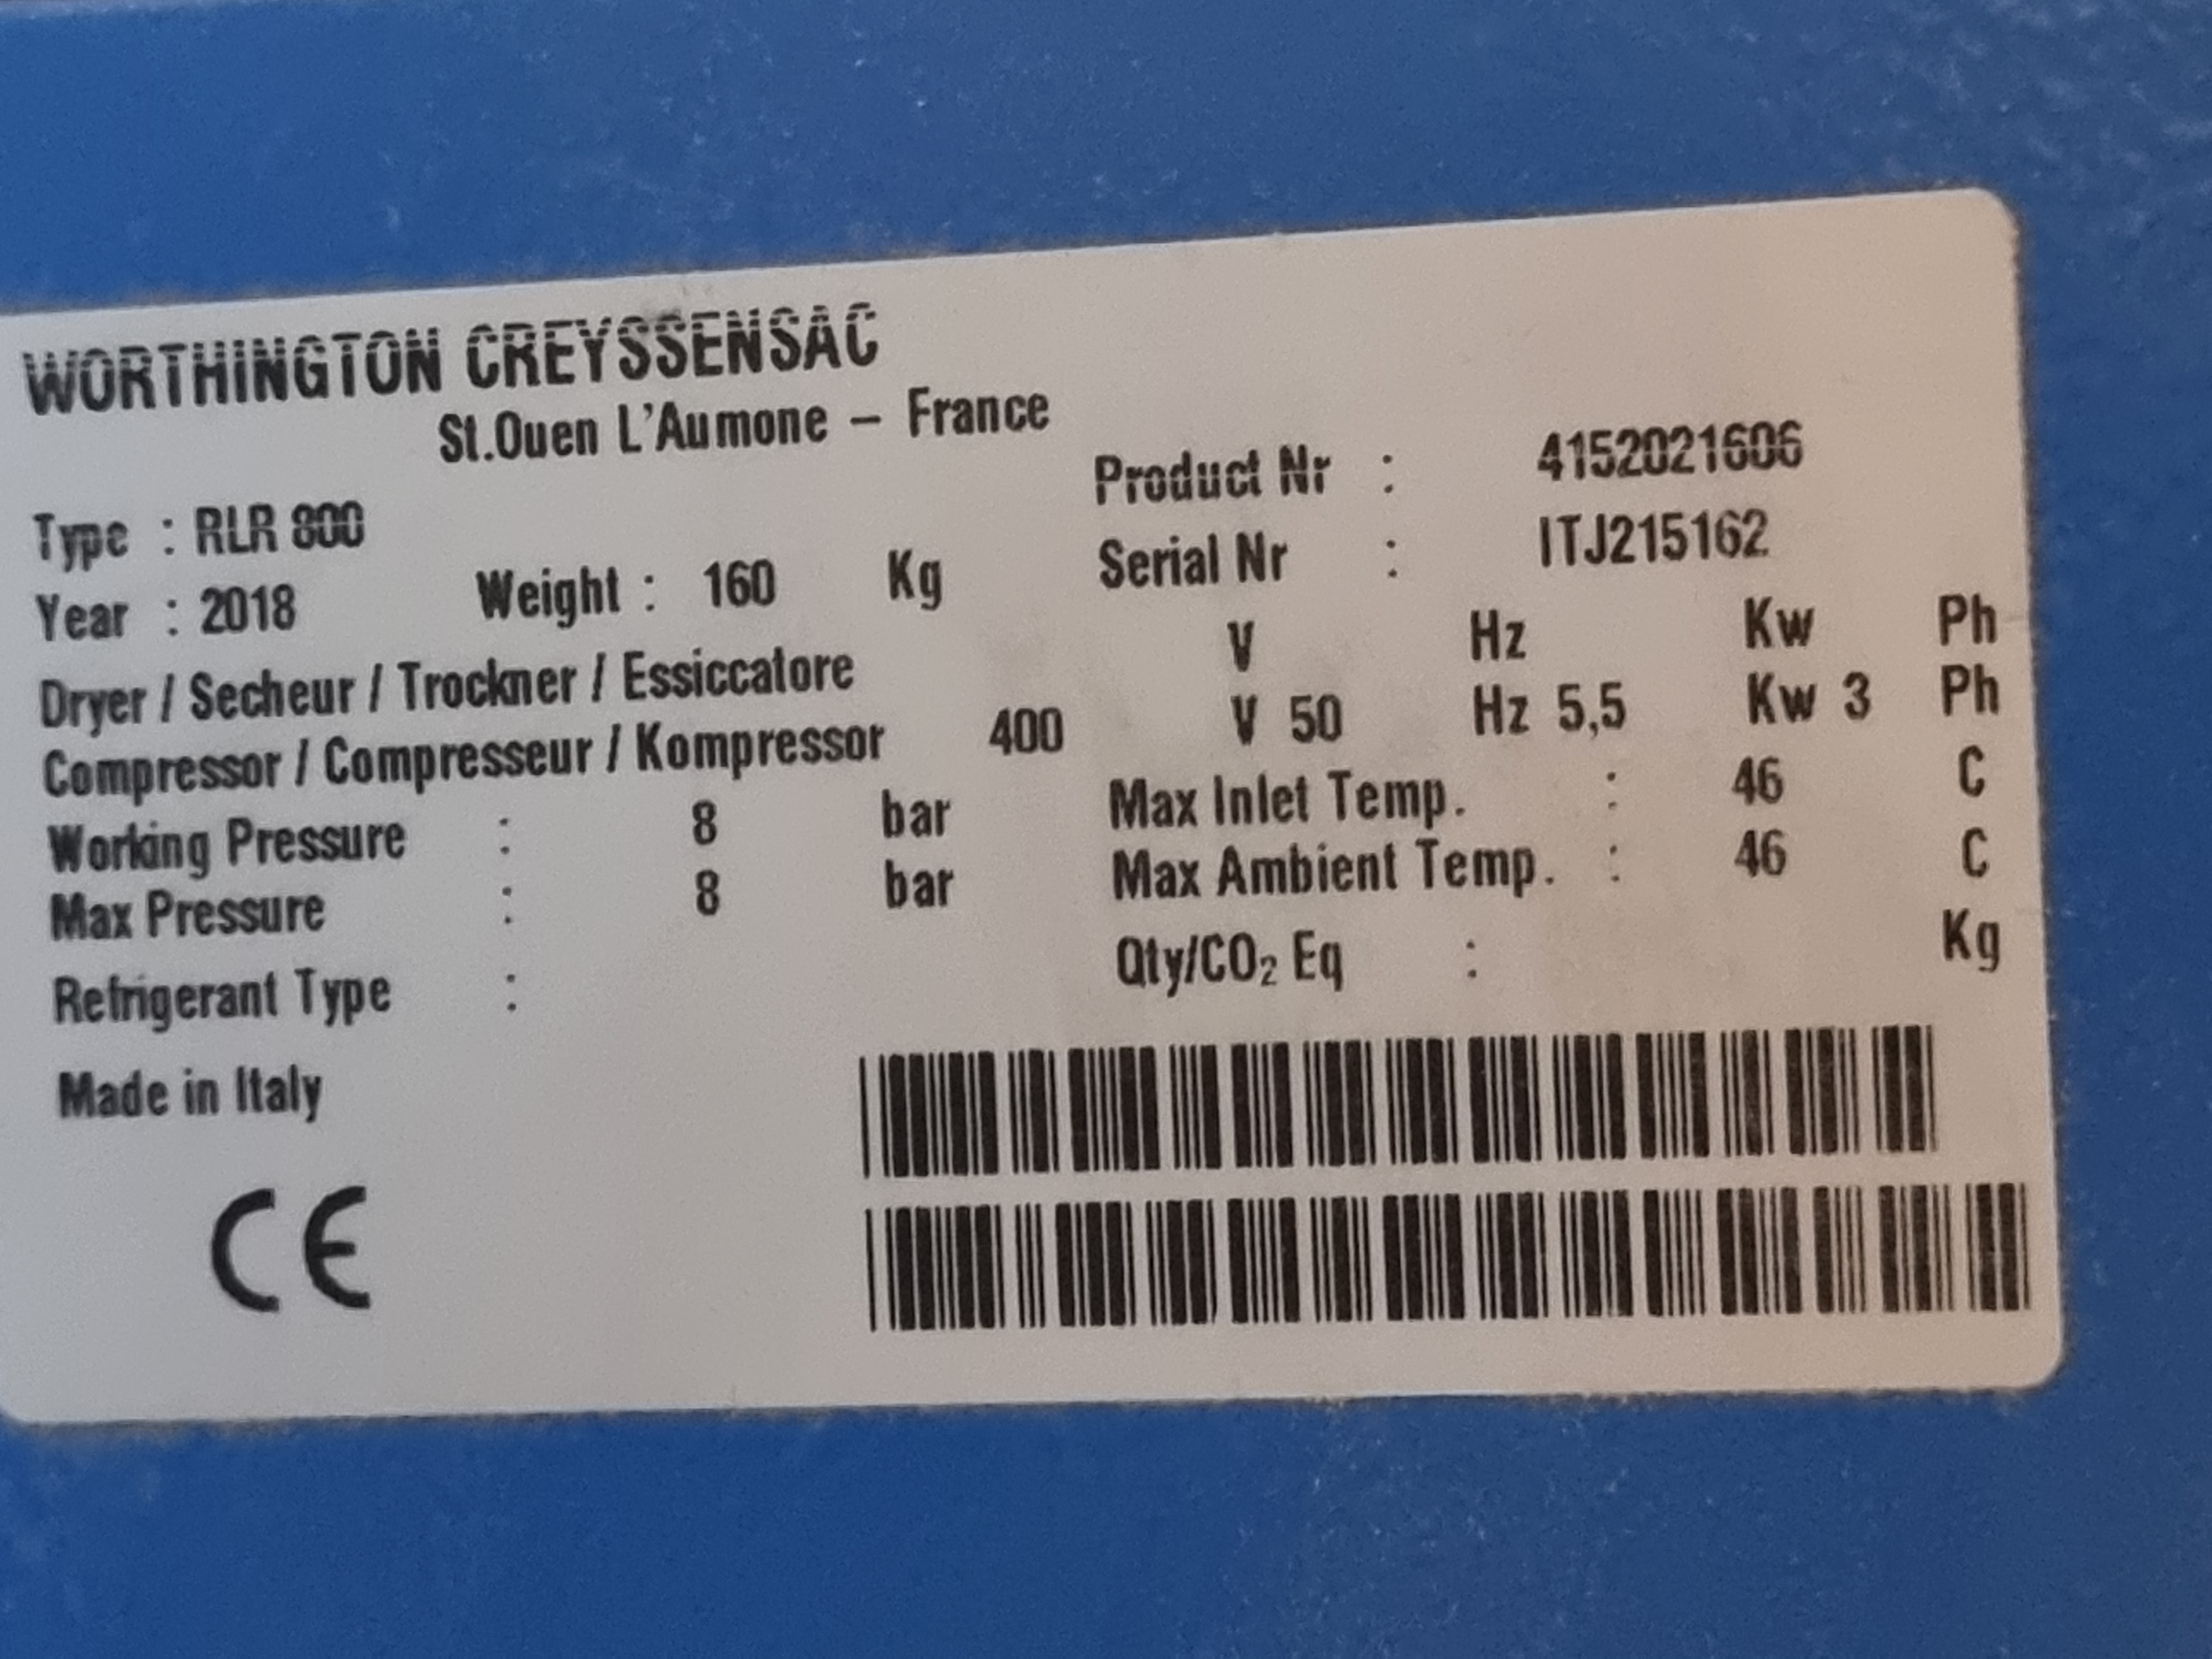 WORTHINGTON CREYSSENSAC
St.Ouen L'Aumone – France
Product Nr : 4152021606
Type : RLR 800
Serial Nr : ITJ215162
Year : 2018 Weight : 160 Kg
Dryer / Secheur / Trockner / Essiccatore V Hz Kw Ph
Compressor / Compresseur / Kompressor 400 V 50 Hz 5,5 Kw 3 Ph
Working Pressure : 8 bar Max Inlet Temp. : 46 C
Max Pressure : 8 bar Max Ambient Temp. : 46 C
Refrigerant Type : Qty/CO₂ Eq : Kg
Made in Italy
CE